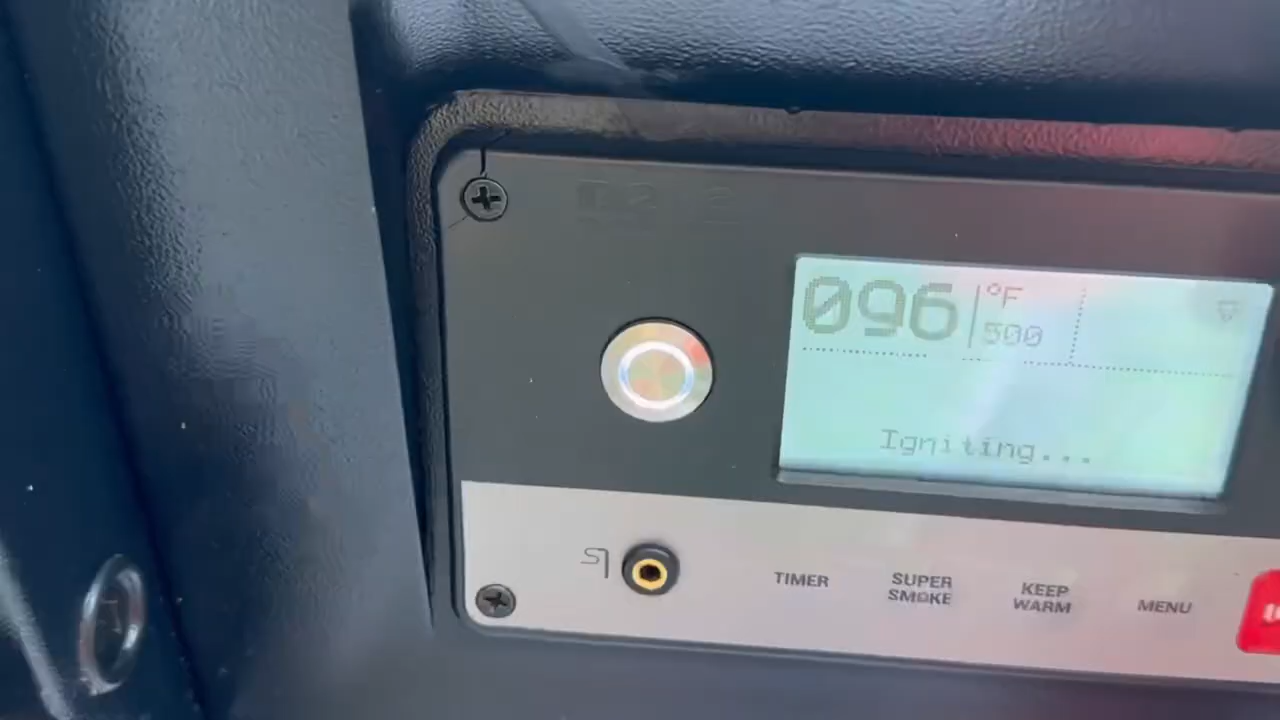 096 °F
500
Igniting...
TIMER
SUPER
SMOKE
KEEP
WARM
MENU